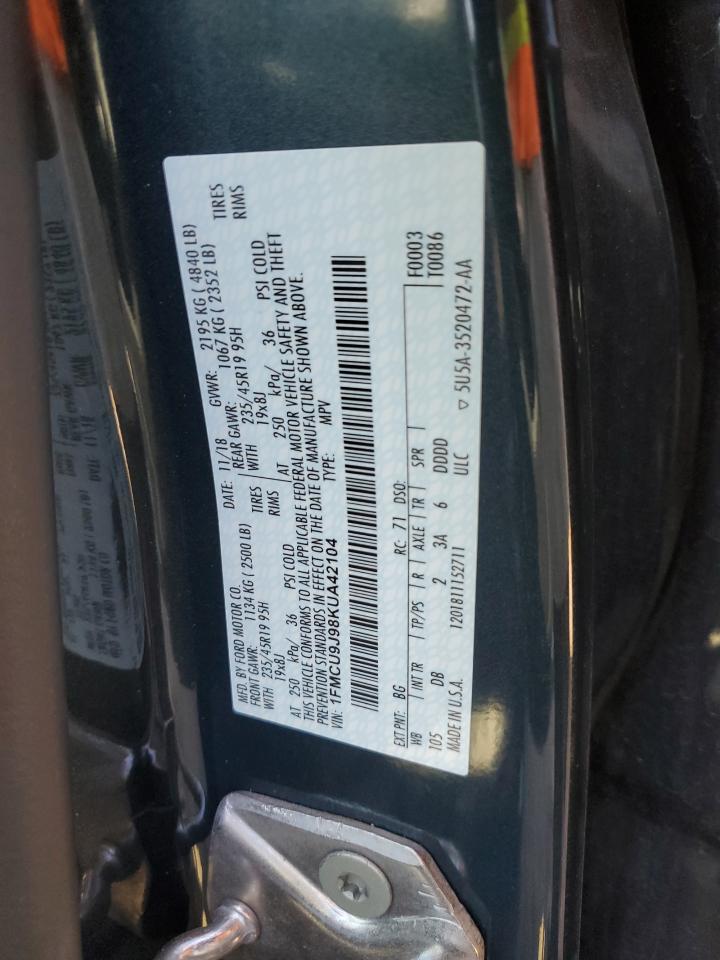 MFD. BY FORD MOTOR CO.
DATE: 11/18 GVWR: 2195 KG ( 4840 LB)
FRONT GAWR: 1134 KG ( 2500 LB) REAR GAWR: 1067 KG ( 2352 LB)
WITH 235/45R19 95H TIRES WITH 235/45R19 95H TIRES
19x8J RIMS 19x8J RIMS
AT 250 kPa/ 36 PSI COLD AT 250 kPa/ 36 PSI COLD
THIS VEHICLE CONFORMS TO ALL APPLICABLE FEDERAL MOTOR VEHICLE SAFETY AND THEFT
PREVENTION STANDARDS IN EFFECT ON THE DATE OF MANUFACTURE SHOWN ABOVE.
VIN: 1FMCU9J98KUA42104 TYPE: MPV
EXT PNT: BG RC: 71 DSO: F0003
WB INT TR TP/PS R AXLE TR SPR T0086
105 DB 2 3A 6 DDDD
MADE IN U.S.A. 1201811152711 ULC ▽ 5U5A-3520472-AA